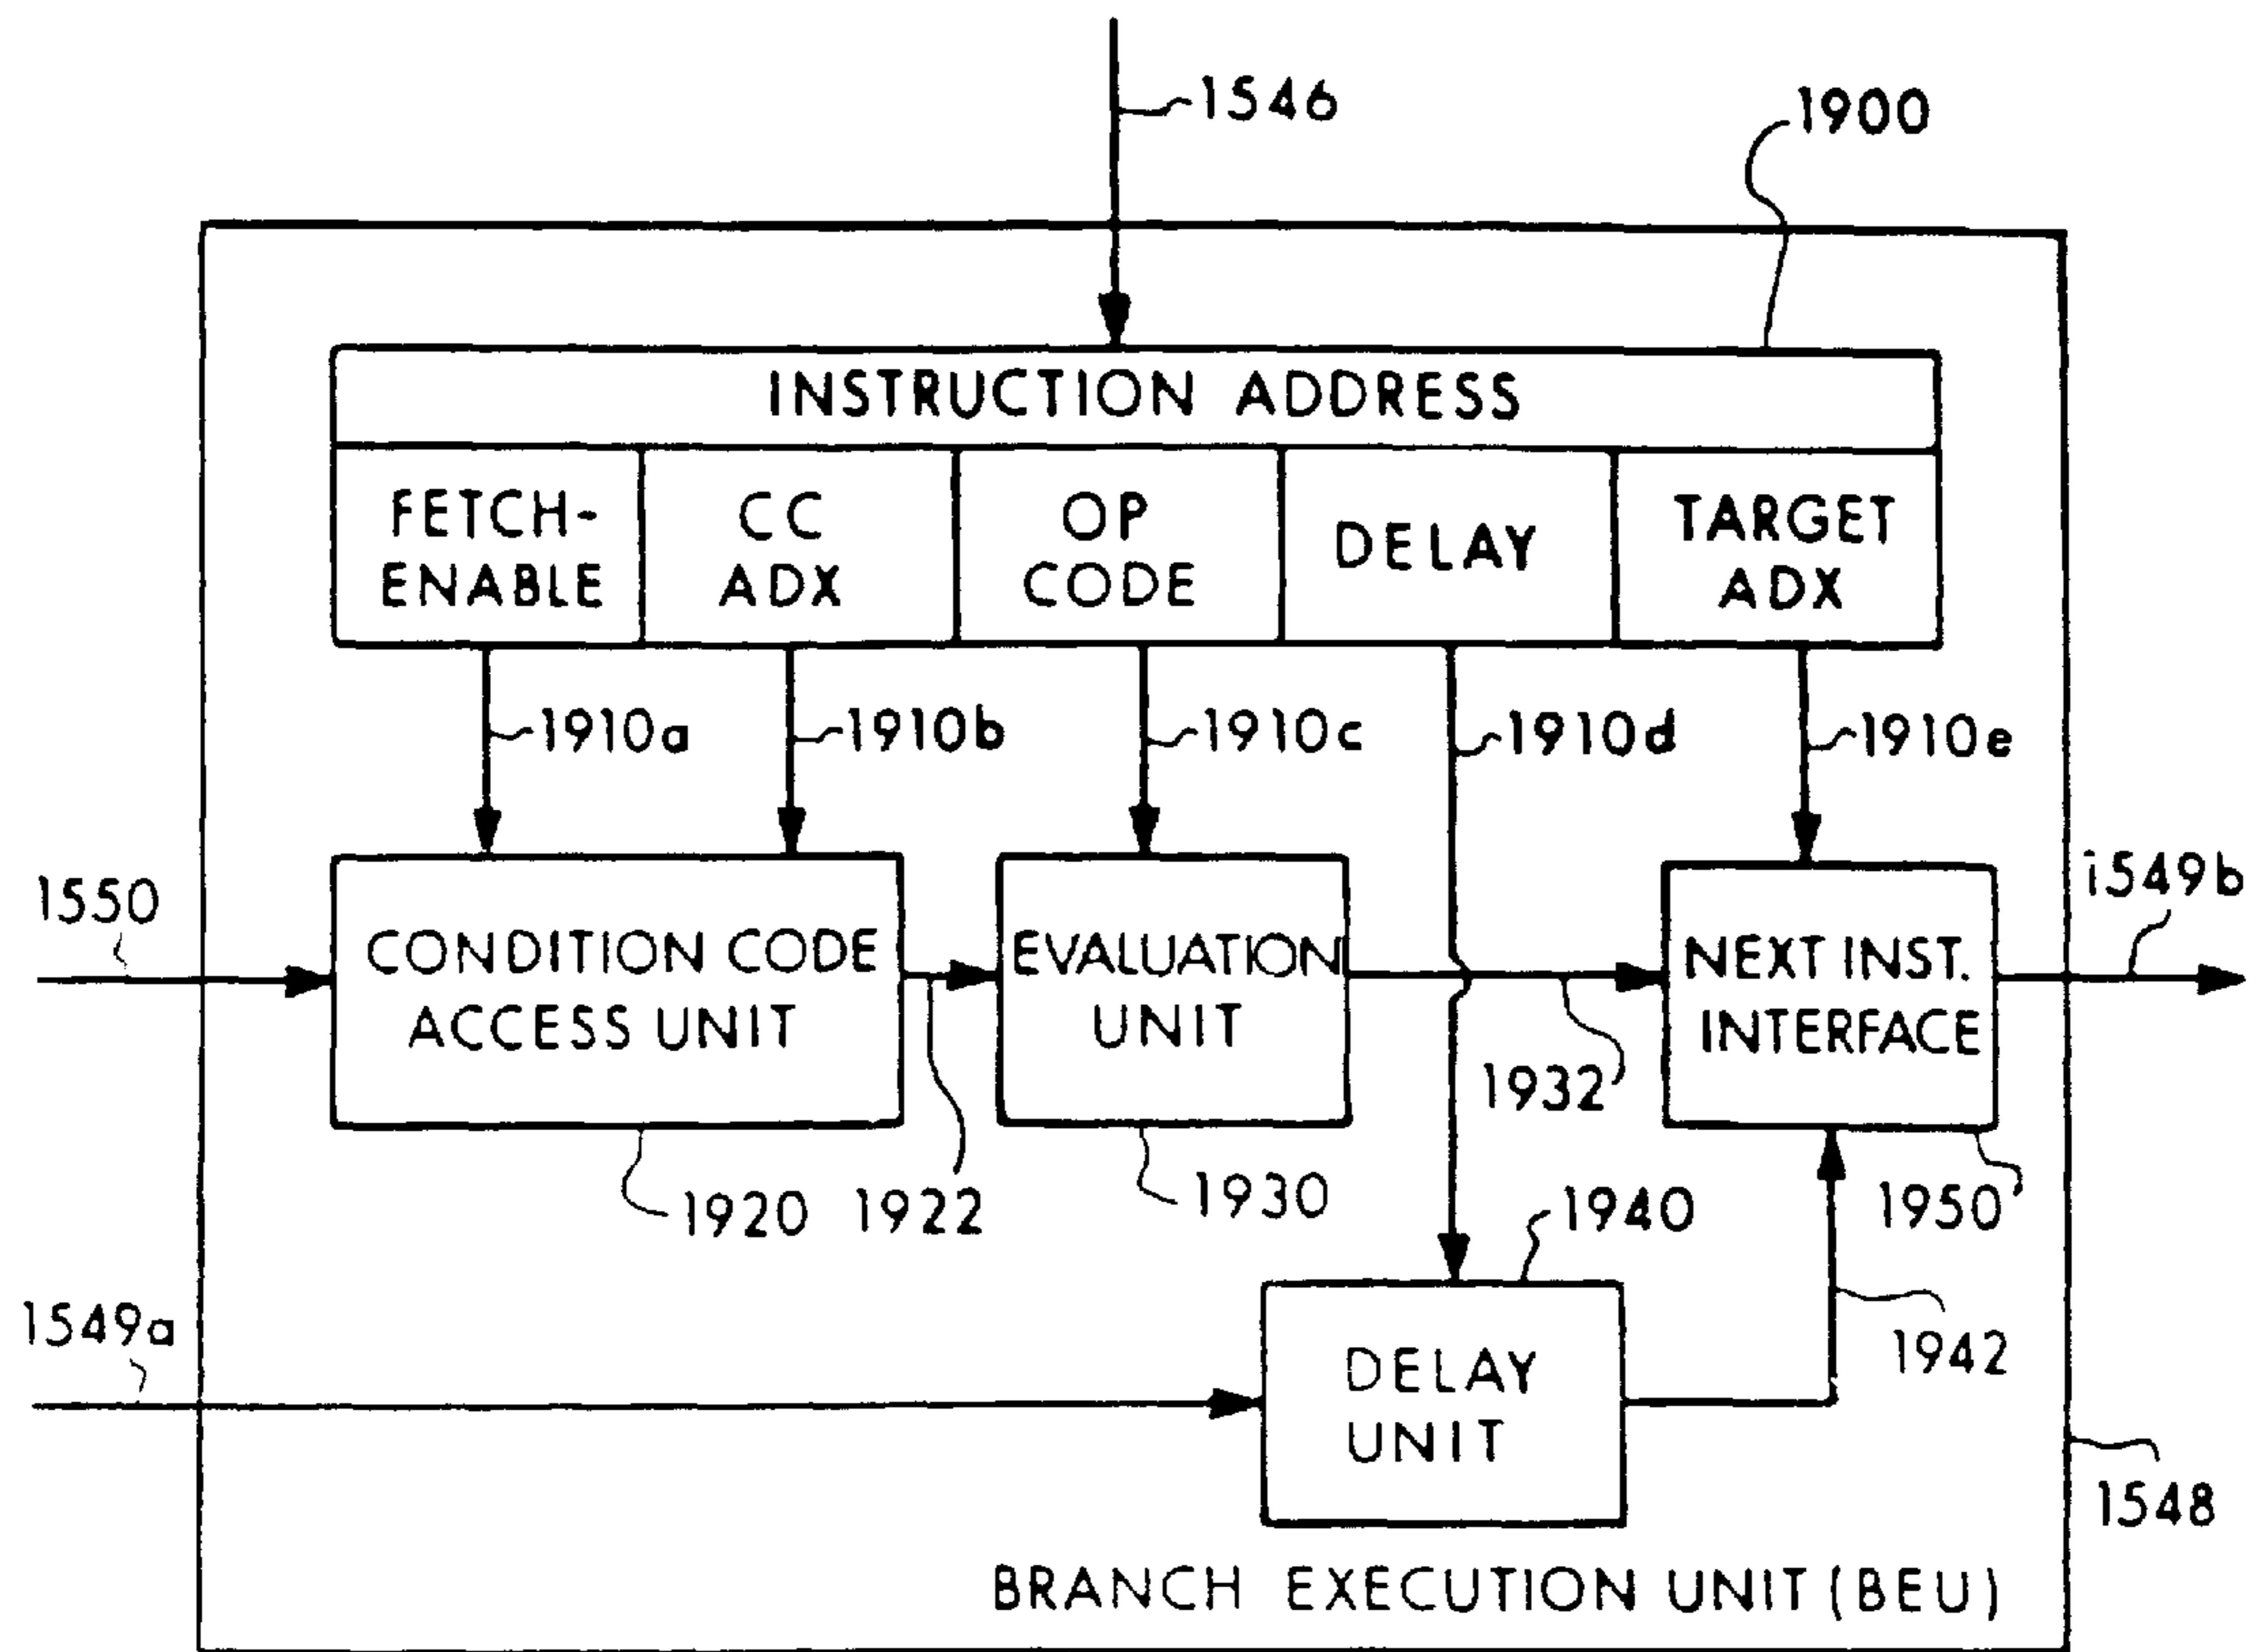 1546
1900
INSTRUCTION ADDRESS
FETCH-
ENABLE
CC
ADX
OP
CODE
DELAY
TARGET
ADX
1910a
1910b
1910c
1910d
1910e
1550
CONDITION CODE
ACCESS UNIT
EVALUATION
UNIT
NEXT INST.
INTERFACE
i549b
1932
1920
1922
1930
1940
1950
1549a
DELAY
UNIT
1942
1548
BRANCH EXECUTION UNIT (BEU)